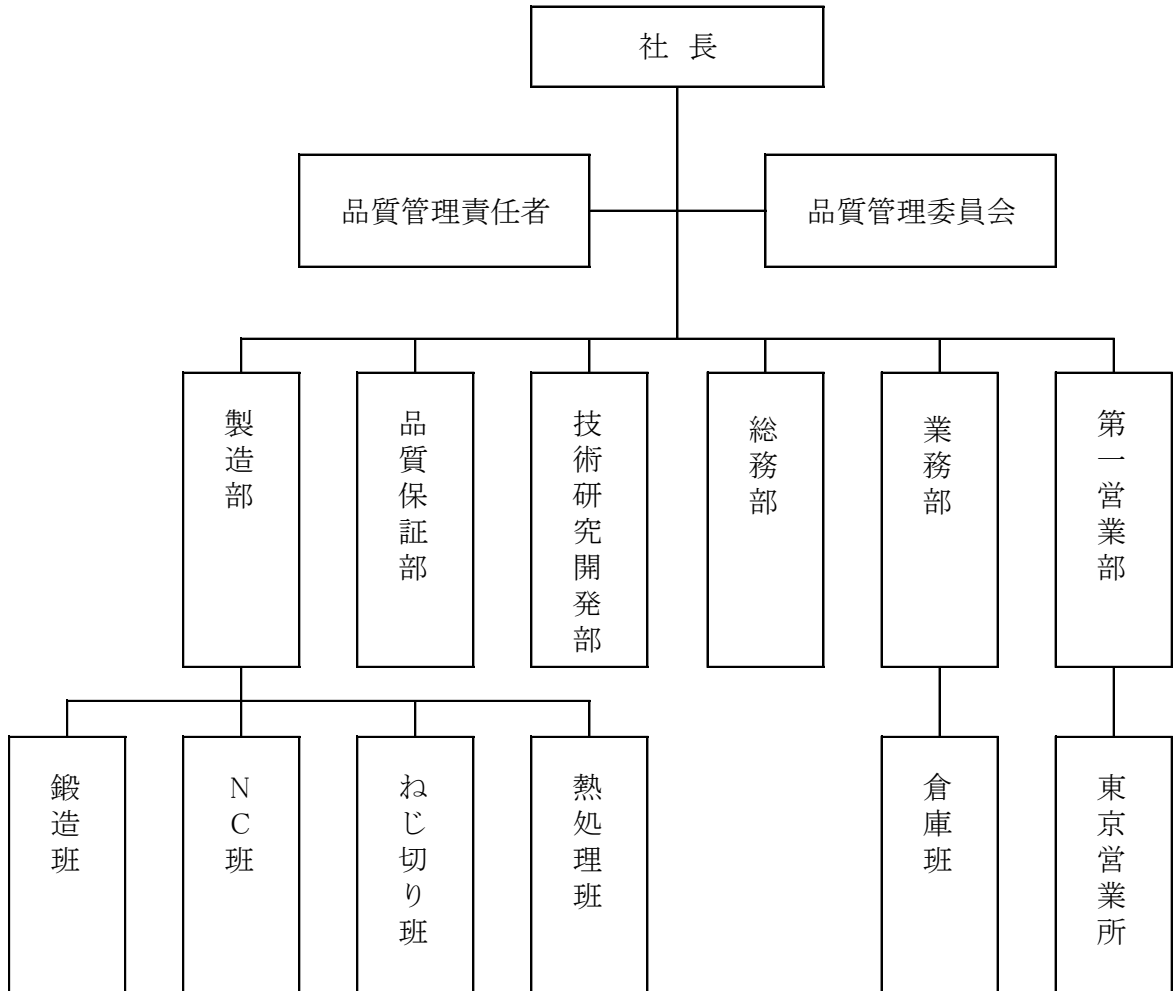 社 長
品質管理責任者
品質管理委員会
製造部
品質保証部
技術研究開発部
総務部
業務部
第一営業部
鍛造班
NC班
ねじ切り班
熱処理班
倉庫班
東京営業所